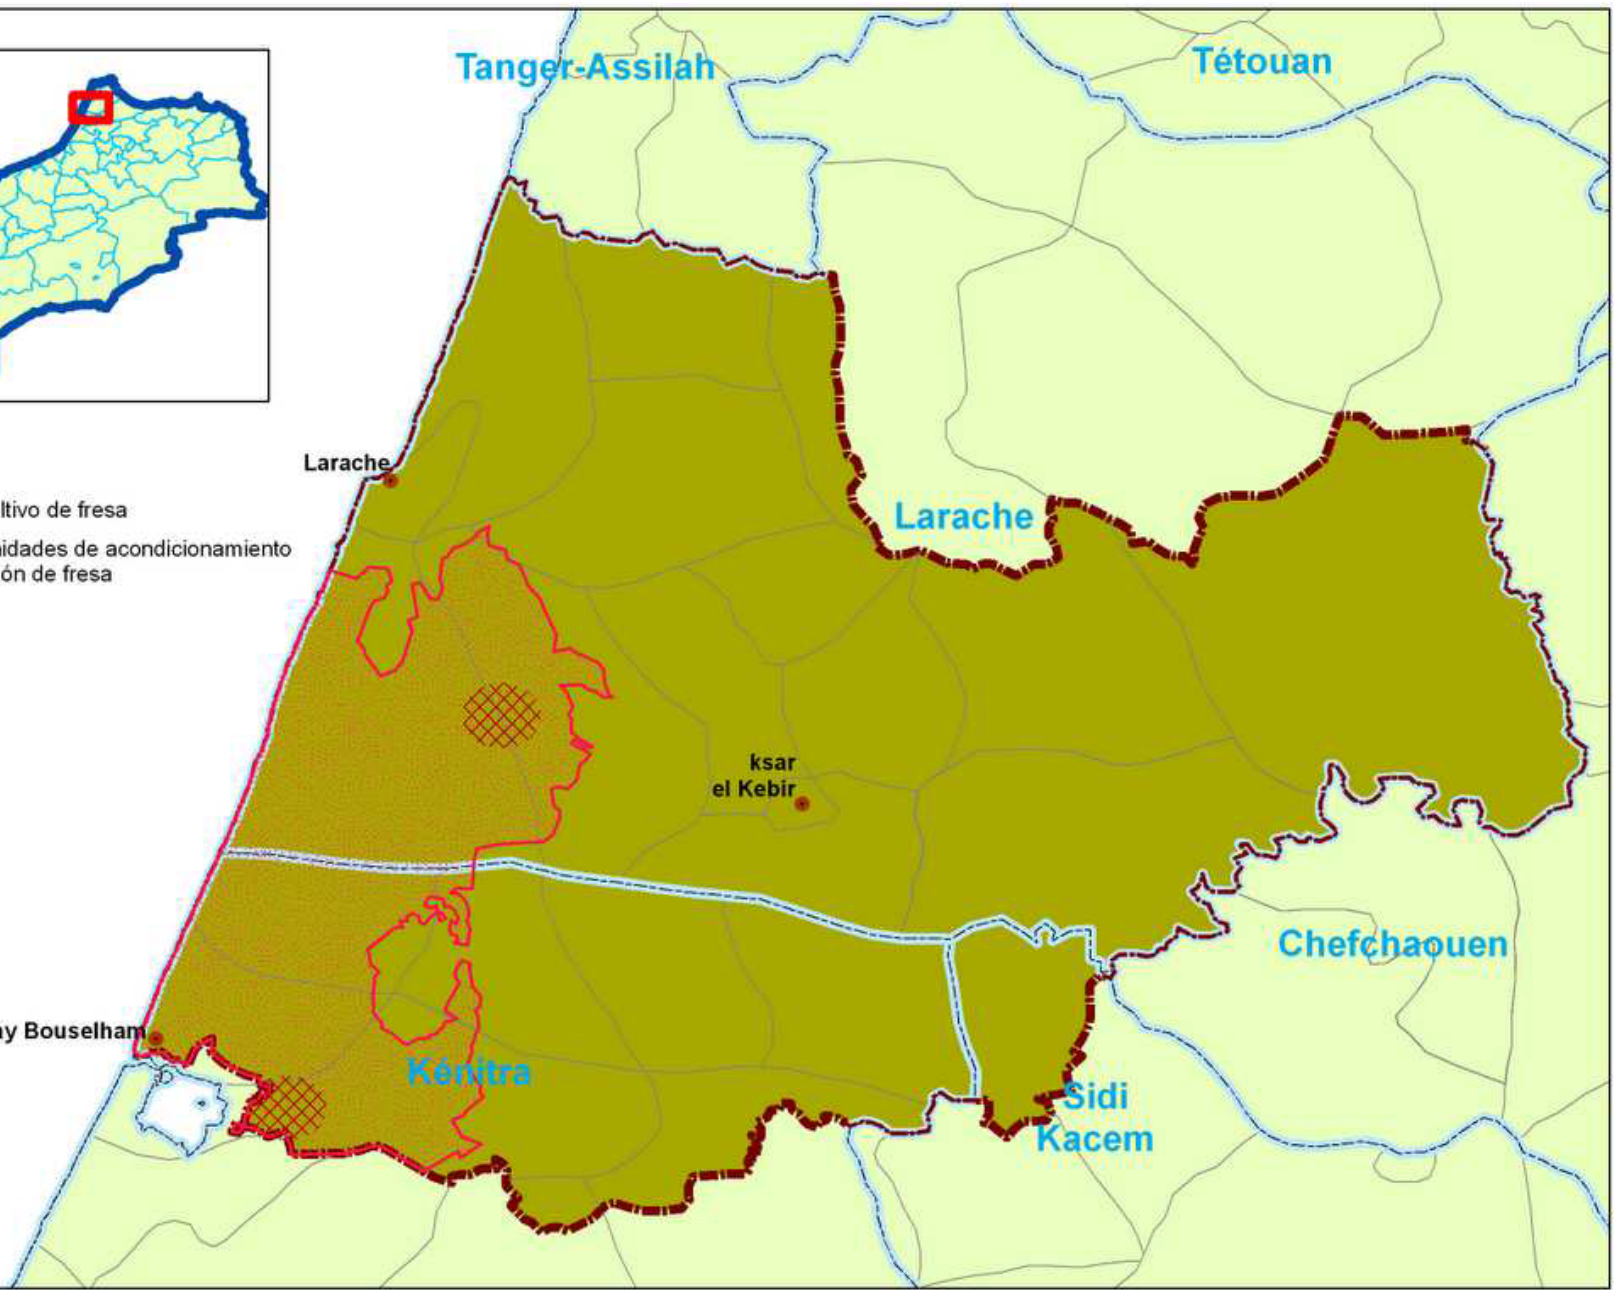 Tanger-Assilah
Tétouan
Larache
ltivo de fresa
idades de acondicionamiento
ón de fresa
Larache
ksar
el Kebir
Chefchaouen
y Bouselham
Kénitra
Sidi
Kacem